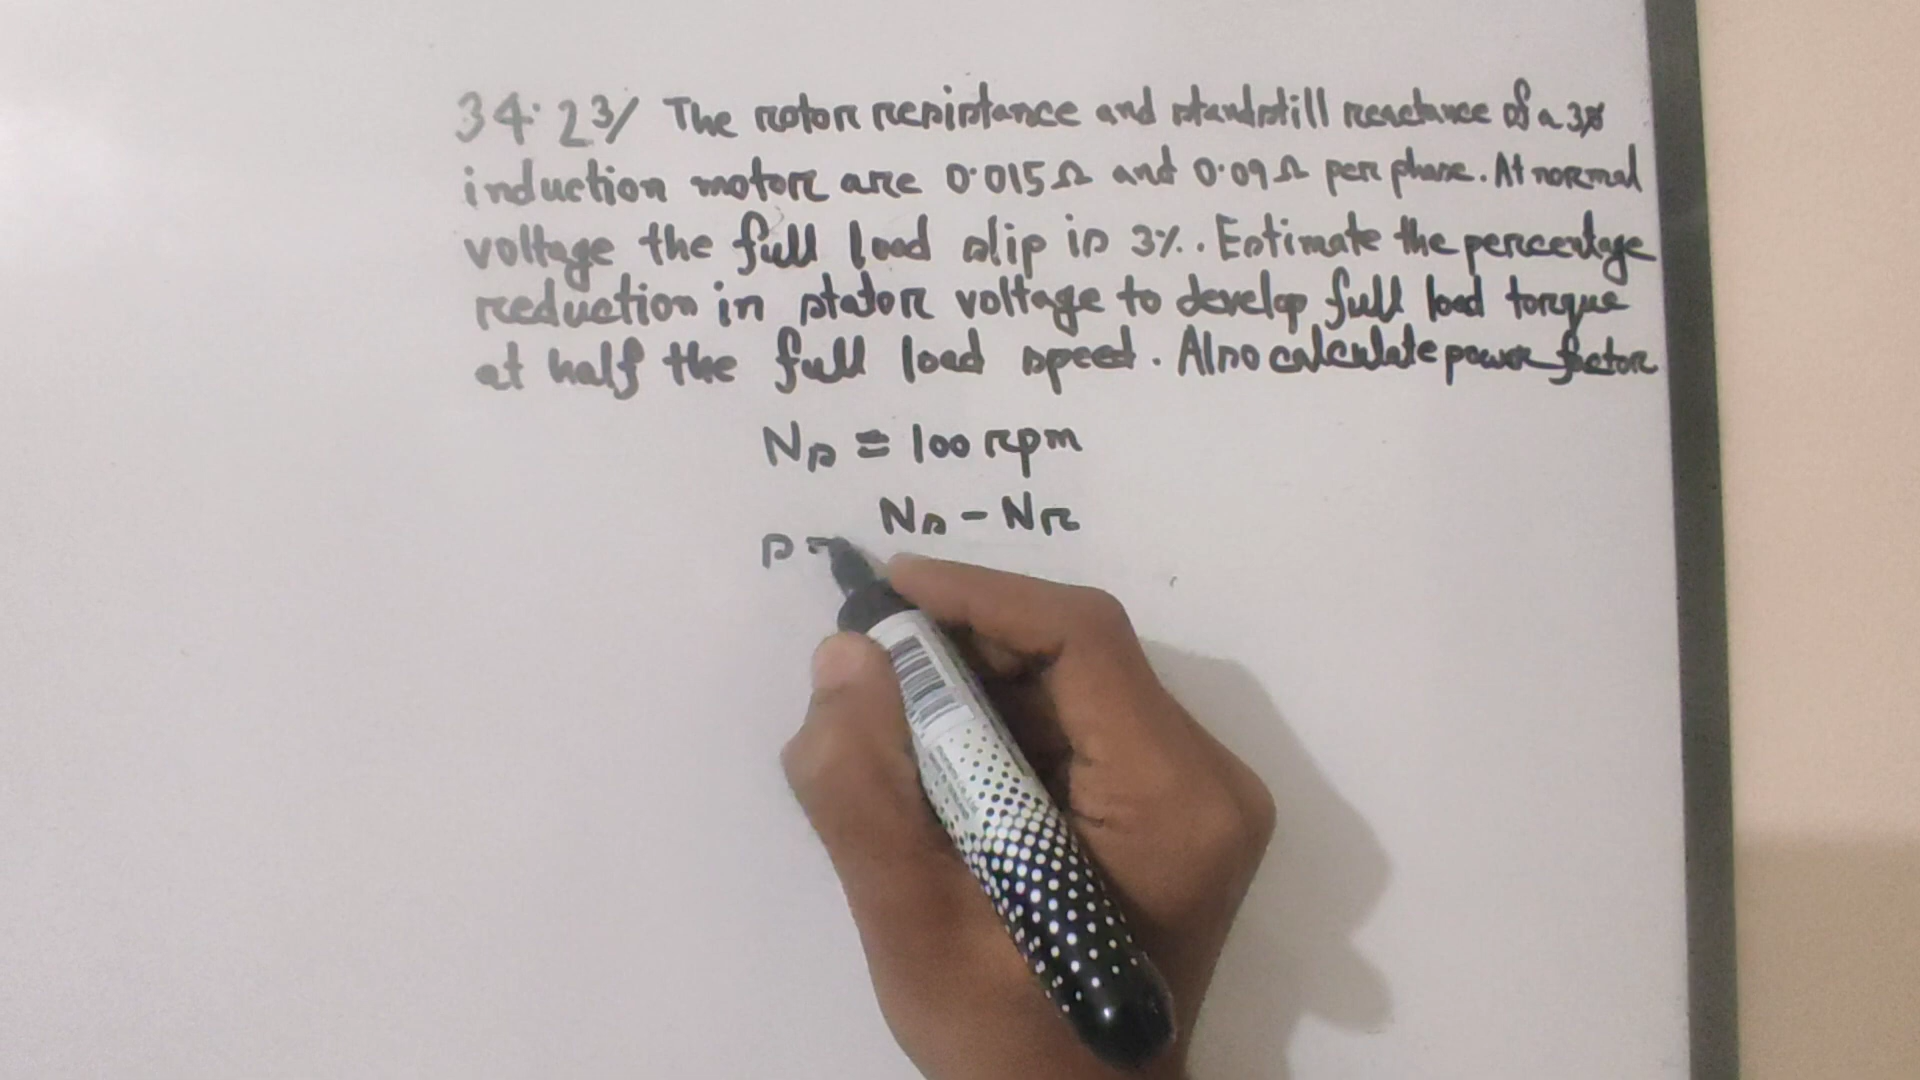 34.23/ The rotor resistance and standstill reactance of a 3φ
induction motor are 0.015Ω and 0.09Ω per phase. At normal
voltage the full load slip is 3%. Estimate the percentage
reduction in stator voltage to develop full load torque
at half the full load speed. Also calculate power factor
Ns = 100 rpm
Ns - Nr
s =